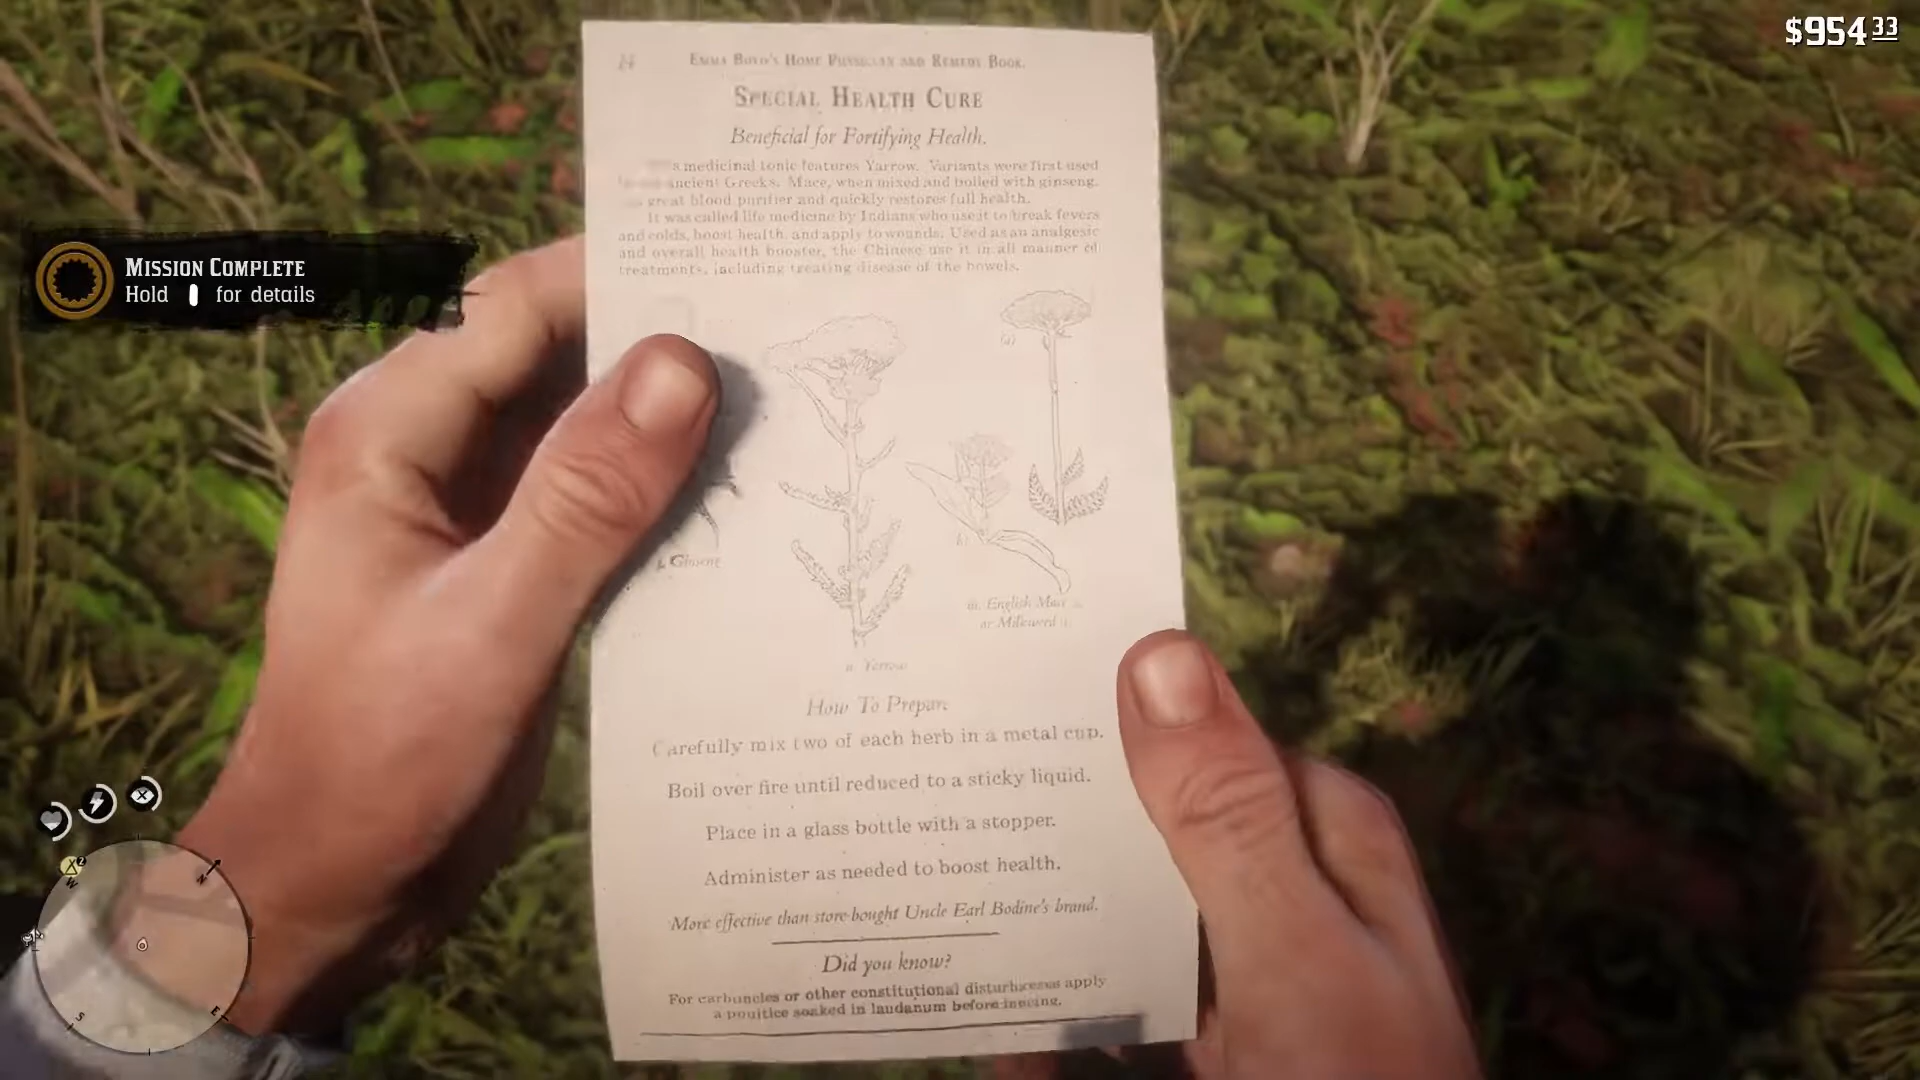 $954 33
24 EMMA BOYD'S HOME PHYSICIAN AND REMEDY BOOK.
SPECIAL HEALTH CURE
Beneficial for Fortifying Health.
s medicinal tonic features Yarrow. Variants were first used
ancient Greeks. Mace, when mixed and boiled with ginseng,
great blood purifier and quickly restores full health.
It was called life medicine by Indians who use it to break fevers
and colds, boost health, and apply to wounds. Used as an analgesic
and overall health booster, the Chinese use it in all manner of
treatments, including treating disease of the bowels.
MISSION COMPLETE
Hold for details
(a)
Ginseng
English Mace
or Milkweed
Yarrow
How To Prepare
Carefully mix two of each herb in a metal cup.
Boil over fire until reduced to a sticky liquid.
Place in a glass bottle with a stopper.
Administer as needed to boost health.
More effective than store-bought Uncle Earl Bodine's brand.
Did you know?
For carbuncles or other constitutional disturbances apply
a poultice soaked in laudanum before
2
W
N
S
E